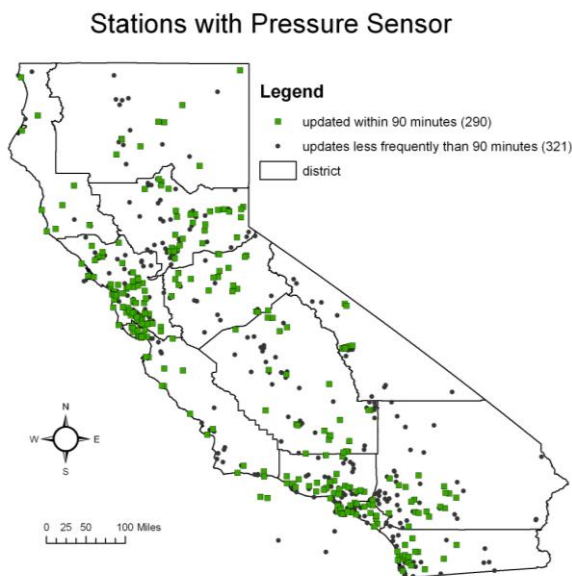 Stations with Pressure Sensor
Legend
updated within 90 minutes (290)
updates less frequently than 90 minutes (321)
district
N
W E
S
0 25 50 100 Miles